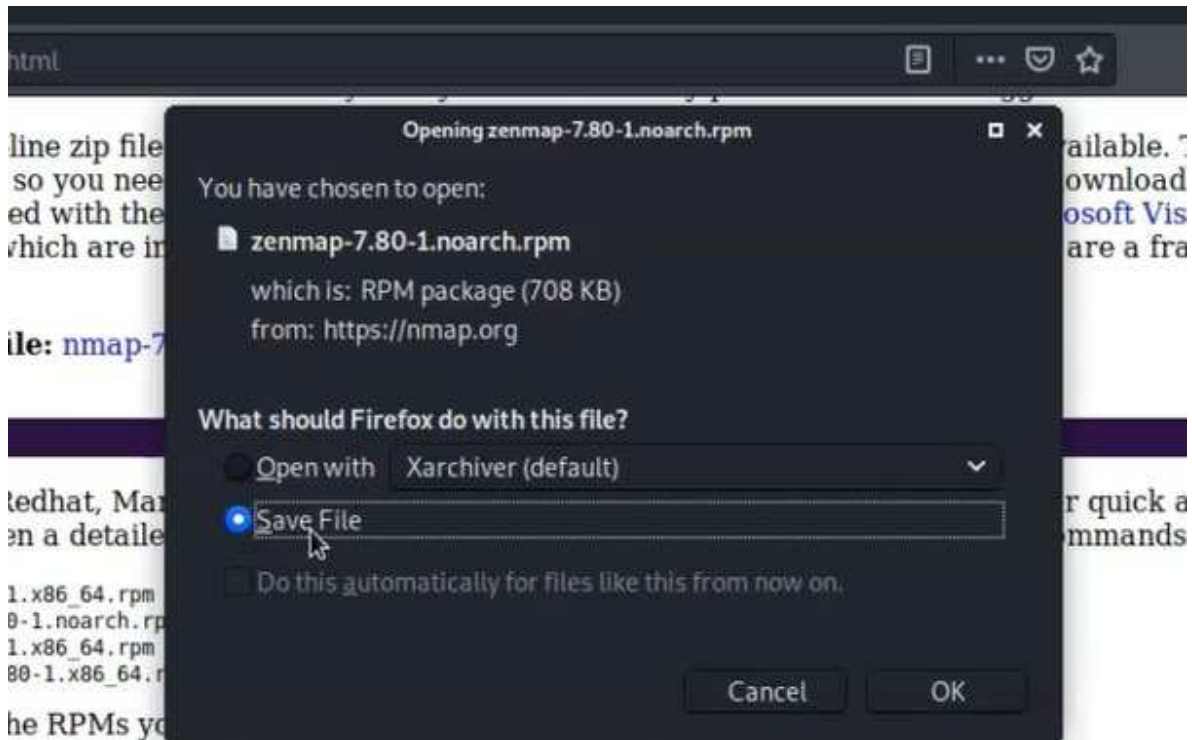 html
Opening zenmap-7.80-1.noarch.rpm
line zip file
ailable.
so you nee
ownload
ed with the
osoft Vis
which are in
are a fra
You have chosen to open:
zenmap-7.80-1.noarch.rpm
which is: RPM package (708 KB)
from: https://nmap.org
ile: nmap-7
What should Firefox do with this file?
Open with Xarchiver (default)
Save File
Do this automatically for files like this from now on.
Cancel OK
Redhat, Mar
r quick a
en a detaile
mmands
1.x86_64.rpm
0-1.noarch.rp
1.x86_64.rpm
80-1.x86_64.r
he RPMs yo